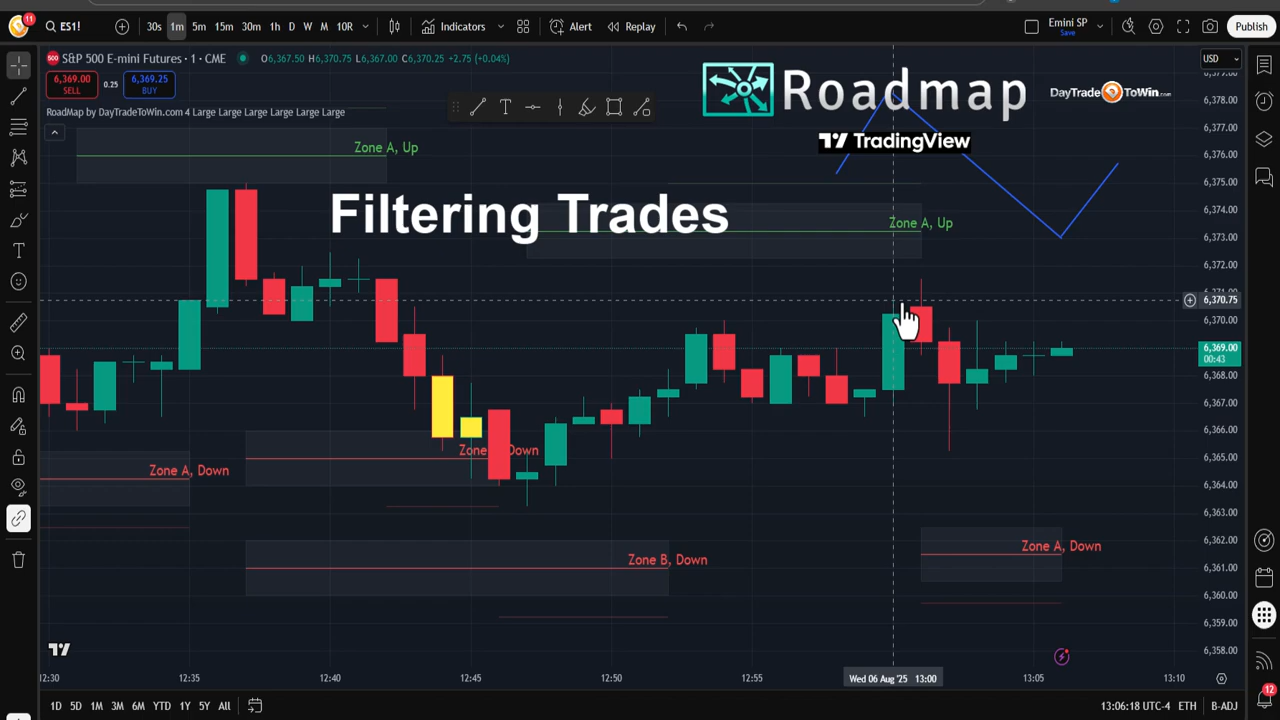 11
ES1!
30s 1m 5m 15m 30m 1h D W M 10R
Indicators
Alert
Replay
Emini SP
Save
Publish
500 S&P 500 E-mini Futures · 1 · CME
O6,367.50 H6,370.75 L6,367.00 C6,370.25 +2.75 (+0.04%)
USD
6,369.00
SELL
0.25
6,369.25
BUY
RoadMap by DayTradeToWin.com 4 Large Large Large Large Large Large
Roadmap
DayTradeToWin.com
TradingView
Filtering Trades
Zone A, Up
Zone A, Up
Zone A, Down
Zone B, Down
Zone A, Down
6,377.00
6,378.00
6,376.00
6,375.00
6,374.00
6,373.00
6,372.00
6,370.75
6,370.00
6,369.00
00:43
6,368.00
6,367.00
6,366.00
6,365.00
6,364.00
6,363.00
6,362.00
6,361.00
6,360.00
6,359.00
6,358.00
12:30 12:35 12:40 12:45 12:50 12:55 Wed 06 Aug '25 13:00 13:05 13:10
1D 5D 1M 3M 6M YTD 1Y 5Y All
13:06:18 UTC-4 ETH B-ADJ
12